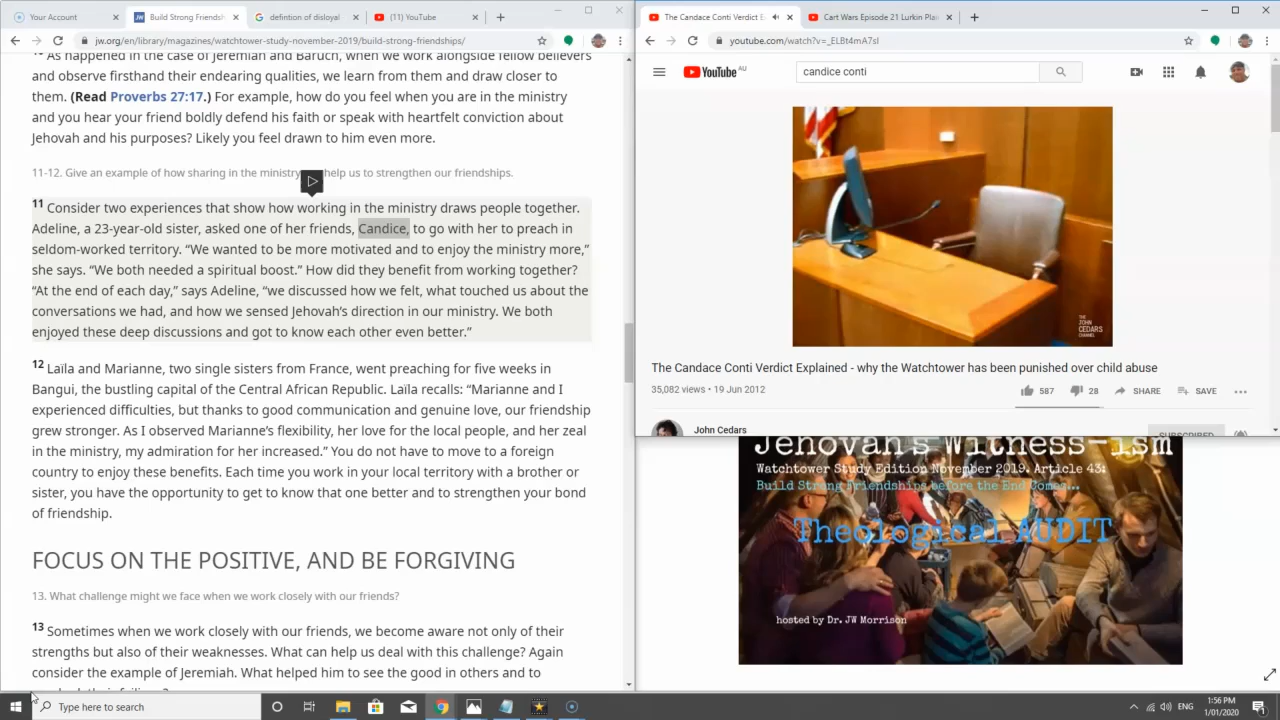 Your Account
Build Strong Friendsh
defintion of disloyal
(11) YouTube
jw.org/en/library/magazines/watchtower-study-november-2019/build-strong-friendships/
As happened in the case of Jeremiah and Baruch, when we work alongside fellow believers
and observe firsthand their endearing qualities, we learn from them and draw closer to
them. (Read Proverbs 27:17.) For example, how do you feel when you are in the ministry
and you hear your friend boldly defend his faith or speak with heartfelt conviction about
Jehovah and his purposes? Likely you feel drawn to him even more.
11-12. Give an example of how sharing in the ministry help us to strengthen our friendships.
11 Consider two experiences that show how working in the ministry draws people together.
Adeline, a 23-year-old sister, asked one of her friends, Candice, to go with her to preach in
seldom-worked territory. “We wanted to be more motivated and to enjoy the ministry more,”
she says. “We both needed a spiritual boost.” How did they benefit from working together?
“At the end of each day,” says Adeline, “we discussed how we felt, what touched us about the
conversations we had, and how we sensed Jehovah’s direction in our ministry. We both
enjoyed these deep discussions and got to know each other even better.”
12 Laïla and Marianne, two single sisters from France, went preaching for five weeks in
Bangui, the bustling capital of the Central African Republic. Laïla recalls: “Marianne and I
experienced difficulties, but thanks to good communication and genuine love, our friendship
grew stronger. As I observed Marianne’s flexibility, her love for the local people, and her zeal
in the ministry, my admiration for her increased.” You do not have to move to a foreign
country to enjoy these benefits. Each time you work in your local territory with a brother or
sister, you have the opportunity to get to know that one better and to strengthen your bond
of friendship.
FOCUS ON THE POSITIVE, AND BE FORGIVING
13. What challenge might we face when we work closely with our friends?
13 Sometimes when we work closely with our friends, we become aware not only of their
strengths but also of their weaknesses. What can help us deal with this challenge? Again
consider the example of Jeremiah. What helped him to see the good in others and to
The Candace Conti Verdict E
Cart Wars Episode 21 Lurkin Pla
youtube.com/watch?v=_ELBt4mA7sI
YouTube AU
candice conti
THE
JOHN
CEDARS
CHANNEL
The Candace Conti Verdict Explained - why the Watchtower has been punished over child abuse
35,082 views • 19 Jun 2012
587
28
SHARE
SAVE
John Cedars
SUBSCRIBED
Jehovah's Witness-ism
Watchtower Study Edition November 2019. Article 43:
Build Strong Friendships before the End Comes...
Theological AUDIT
hosted by Dr. JW Morrison
Type here to search
ENG
1:56 PM
1/01/2020
1